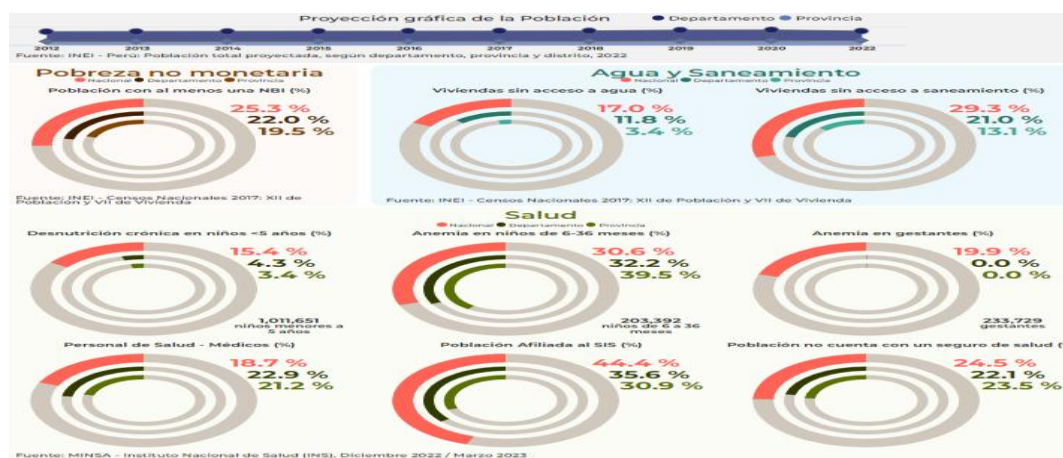 Proyección gráfica de la Población Departamento Provincia
2012 2013 2014 2015 2016 2017 2018 2019 2020 2022
Fuente: INEI - Perú: Población total proyectada, según departamento, provincia y distrito, 2022
Pobreza no monetaria
Nacional Departamento Provincia
Población con al menos una NBI (%)
25.3 %
22.0 %
19.5 %
Fuente: INEI - Censos Nacionales 2017: XII de
Población y VII de Vivienda
Agua y Saneamiento
Nacional Departamento Provincia
Viviendas sin acceso a agua (%)
17.0 %
11.8 %
3.4 %
Viviendas sin acceso a saneamiento (%)
29.3 %
21.0 %
13.1 %
Fuente: INEI - Censos Nacionales 2017: XII de Población y VII de Vivienda
Salud
Nacional Departamento Provincia
Desnutrición crónica en niños <5 años (%)
15.4 %
4.3 %
3.4 %
1,011,651
niños menores a
5 años
Anemia en niños de 6-36 meses (%)
30.6 %
32.2 %
39.5 %
203,392
niños de 6 a 36
meses
Anemia en gestantes (%)
19.9 %
0.0 %
0.0 %
233,729
gestantes
Personal de Salud - Médicos (%)
18.7 %
22.9 %
21.2 %
Población Afiliada al SIS (%)
44.4 %
35.6 %
30.9 %
Población no cuenta con un seguro de salud (
24.5 %
22.1 %
23.5 %
Fuente: MINSA - Instituto Nacional de Salud (INS), Diciembre 2022 / Marzo 2023